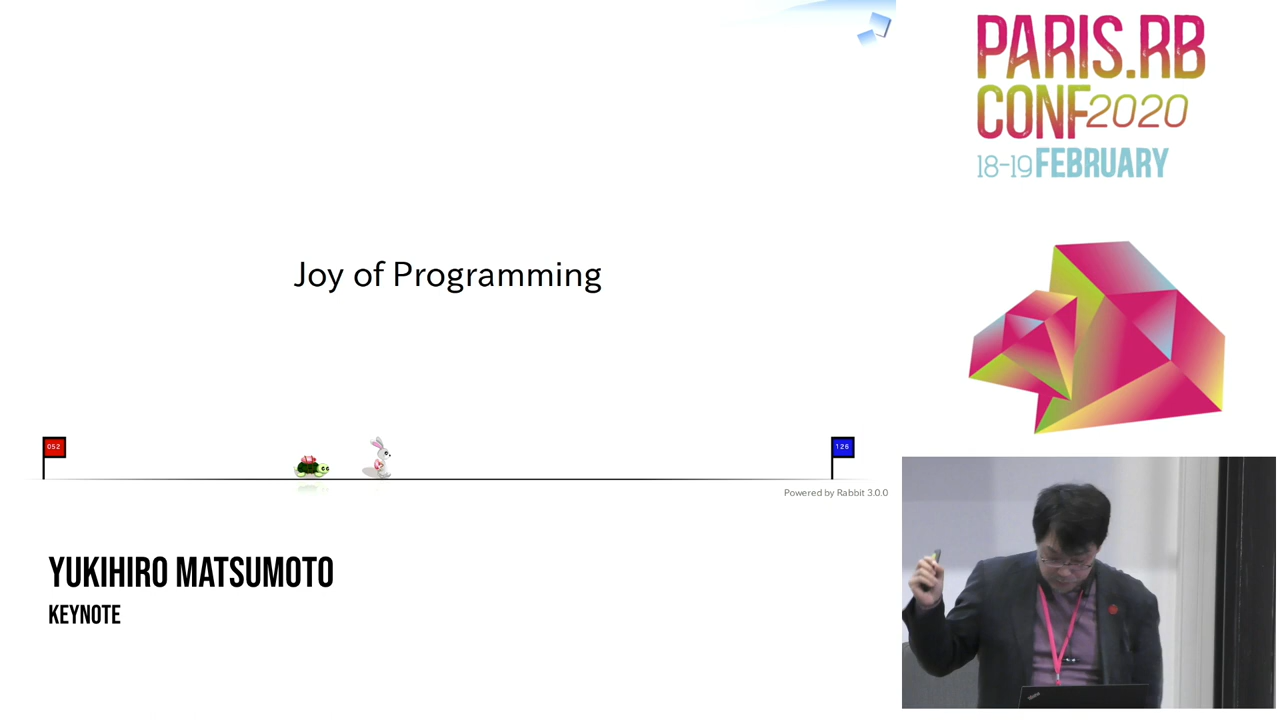 Joy of Programming
052
126
Powered by Rabbit 3.0.0
YUKIHIRO MATSUMOTO
KEYNOTE
PARIS.RB
CONF2020
18-19 FEBRUARY